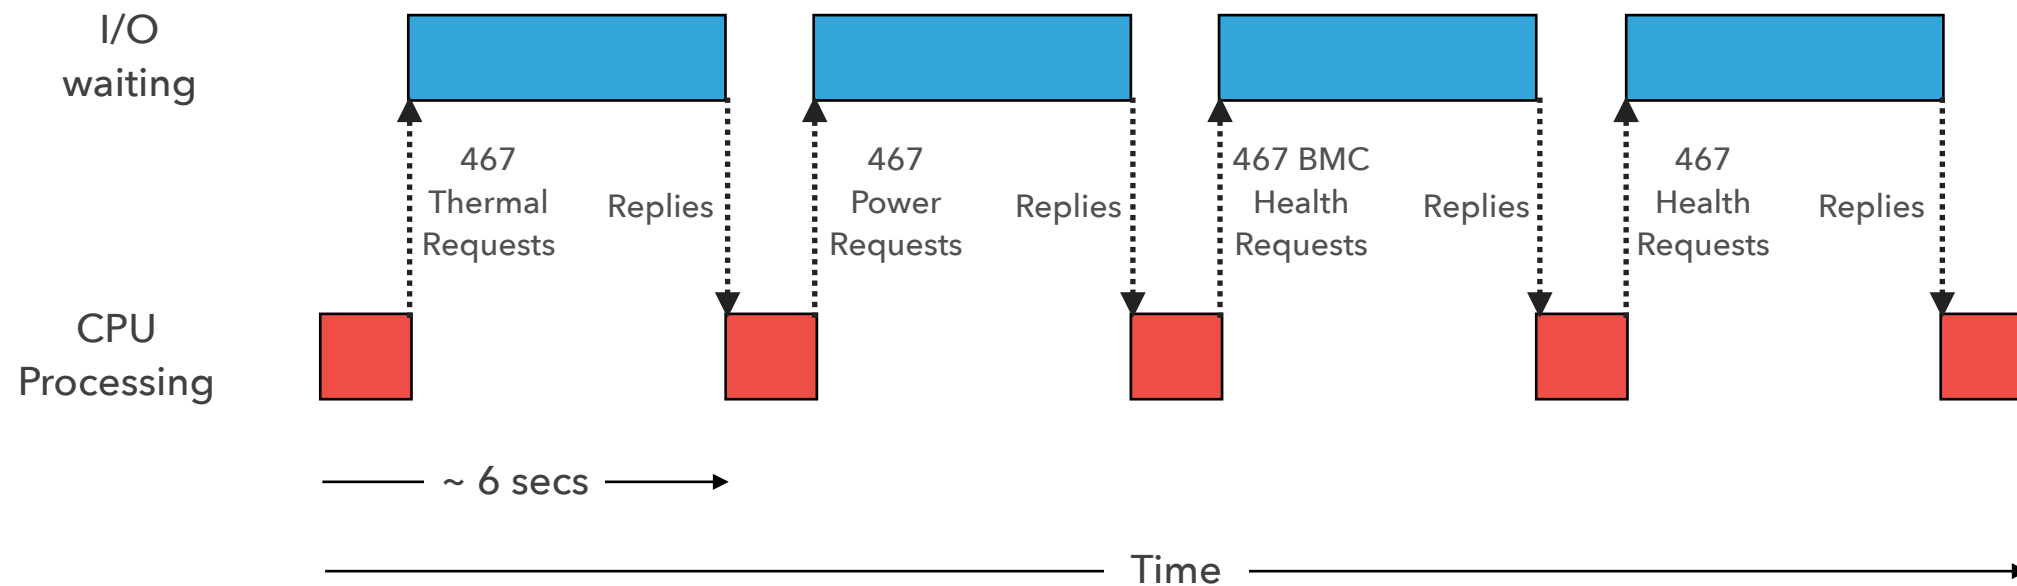 I/O
waiting
467
Thermal
Requests
Replies
467
Power
Requests
Replies
467 BMC
Health
Requests
Replies
467
Health
Requests
Replies
CPU
Processing
~ 6 secs
Time